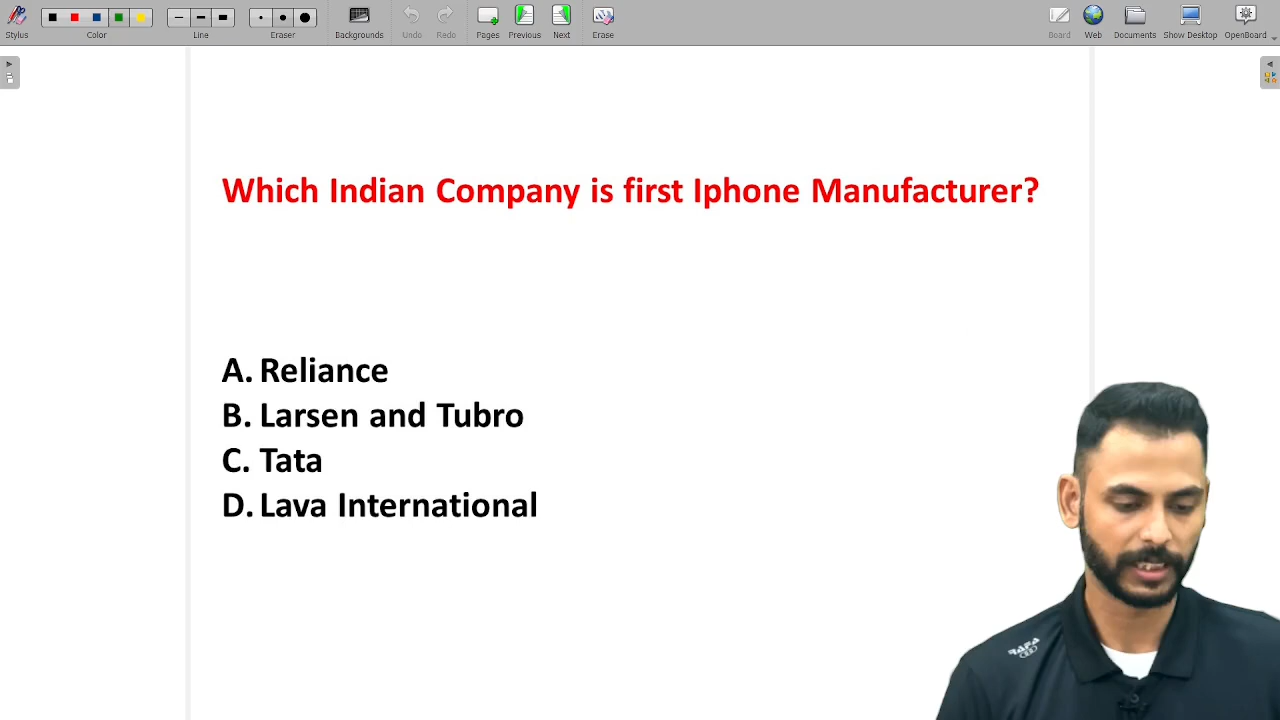 Stylus
Color
Line
Eraser
Backgrounds
Undo
Redo
Pages
Previous
Next
Erase
Board
Web
Documents
Show Desktop
OpenBoard
Which Indian Company is first Iphone Manufacturer?
A. Reliance
B. Larsen and Tubro
C. Tata
D. Lava International